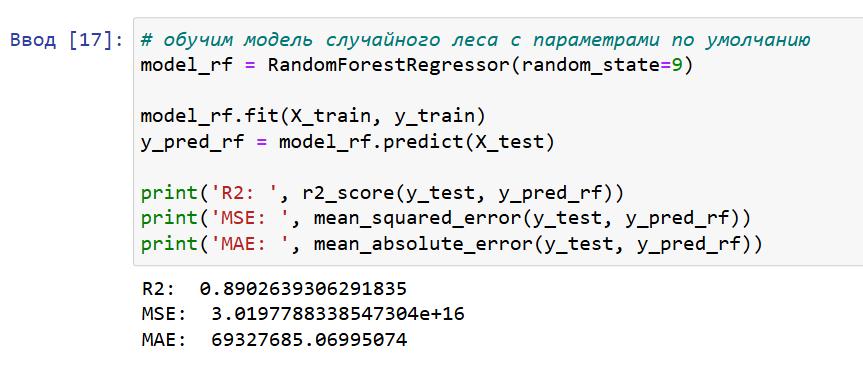 Ввод [17]: # обучим модель случайного леса с параметрами по умолчанию
model_rf = RandomForestRegressor(random_state=9)
model_rf.fit(X_train, y_train)
y_pred_rf = model_rf.predict(X_test)
print('R2: ', r2_score(y_test, y_pred_rf))
print('MSE: ', mean_squared_error(y_test, y_pred_rf))
print('MAE: ', mean_absolute_error(y_test, y_pred_rf))
R2:  0.8902639306291835
MSE:  3.0197788338547304e+16
MAE:  69327685.06995074